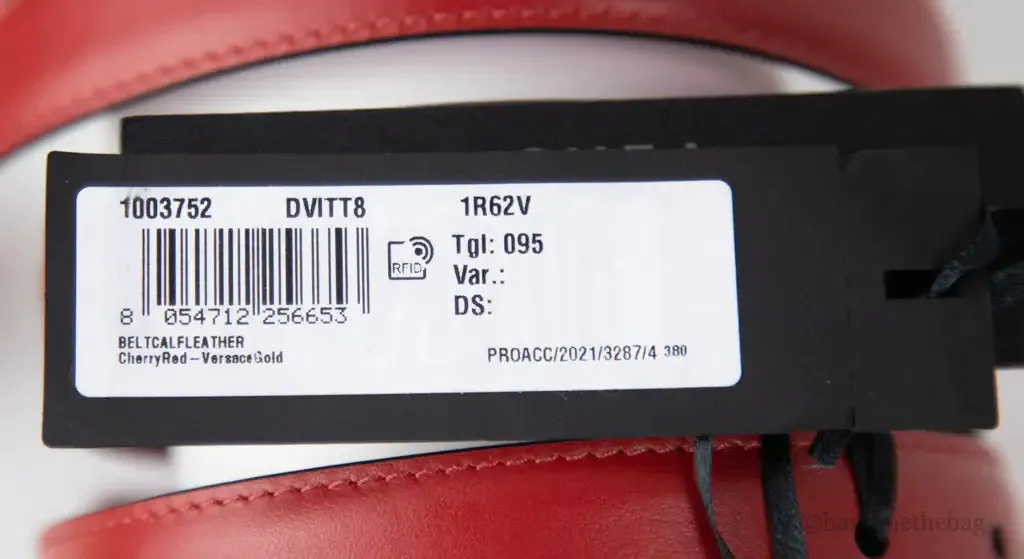 1003752 DVITT8 1R62V
RFID
Tgl: 095
Var.:
DS:
8 054712 256653
BELTCALFLEATHER
CherryRed-VersaceGold
PROACC/2021/3287/4 380